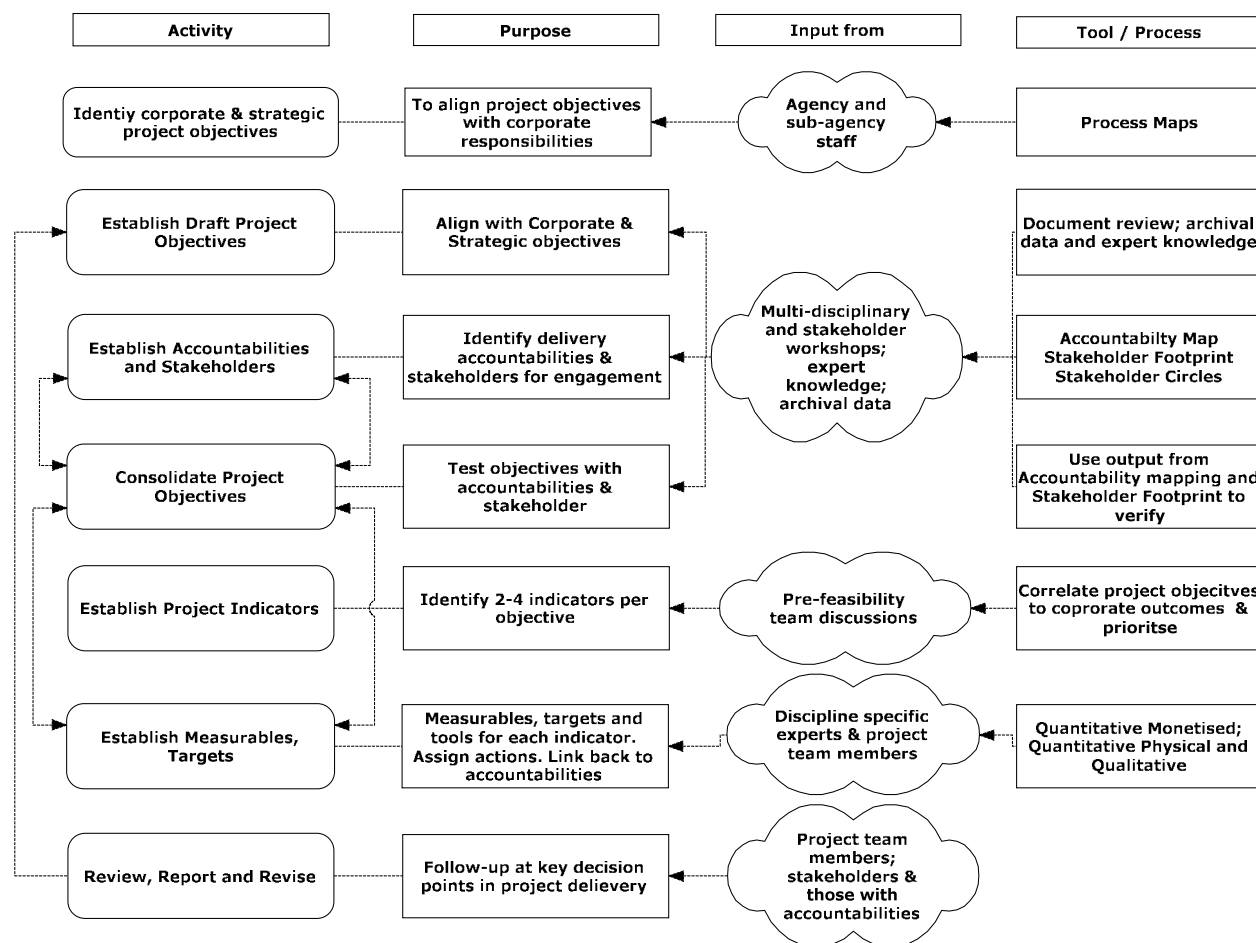 Activity
Purpose
Input from
Tool / Process
Identiy corporate & strategic
project objectives
To align project objectives
with corporate
responsibilities
Agency and
sub-agency
staff
Process Maps
Establish Draft Project
Objectives
Align with Corporate &
Strategic objectives
Document review; archival
data and expert knowledge
Multi-disciplinary
and stakeholder
workshops;
expert
knowledge;
archival data
Establish Accountabilities
and Stakeholders
Identify delivery
accountabilities &
stakeholders for engagement
Accountabilty Map
Stakeholder Footprint
Stakeholder Circles
Consolidate Project
Objectives
Test objectives with
accountabilities &
stakeholder
Use output from
Accountability mapping and
Stakeholder Footprint to
verify
Establish Project Indicators
Identify 2-4 indicators per
objective
Pre-feasibility
team discussions
Correlate project objecitves
to coprorate outcomes &
prioritse
Establish Measurables,
Targets
Measurables, targets and
tools for each indicator.
Assign actions. Link back to
accountabilities
Discipline specific
experts & project
team members
Quantitative Monetised;
Quantitative Physical and
Qualitative
Review, Report and Revise
Follow-up at key decision
points in project delievery
Project team
members;
stakeholders &
those with
accountabilities